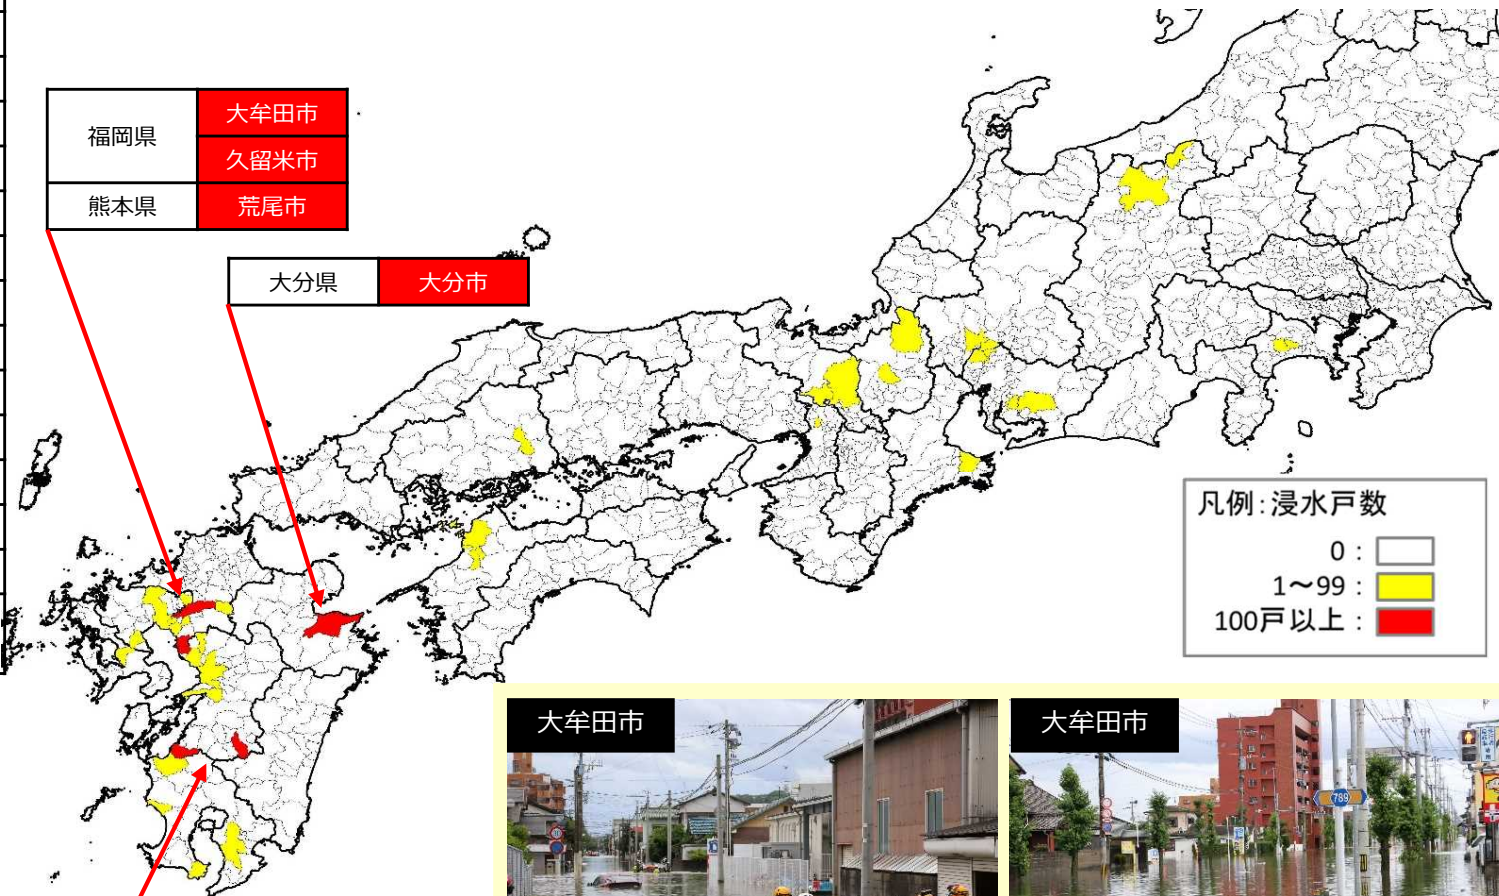 福岡県
大牟田市
久留米市
熊本県
荒尾市
大分県
大分市
凡例：浸水戸数
0：
1～99：
100戸以上：
大牟田市
大牟田市
789